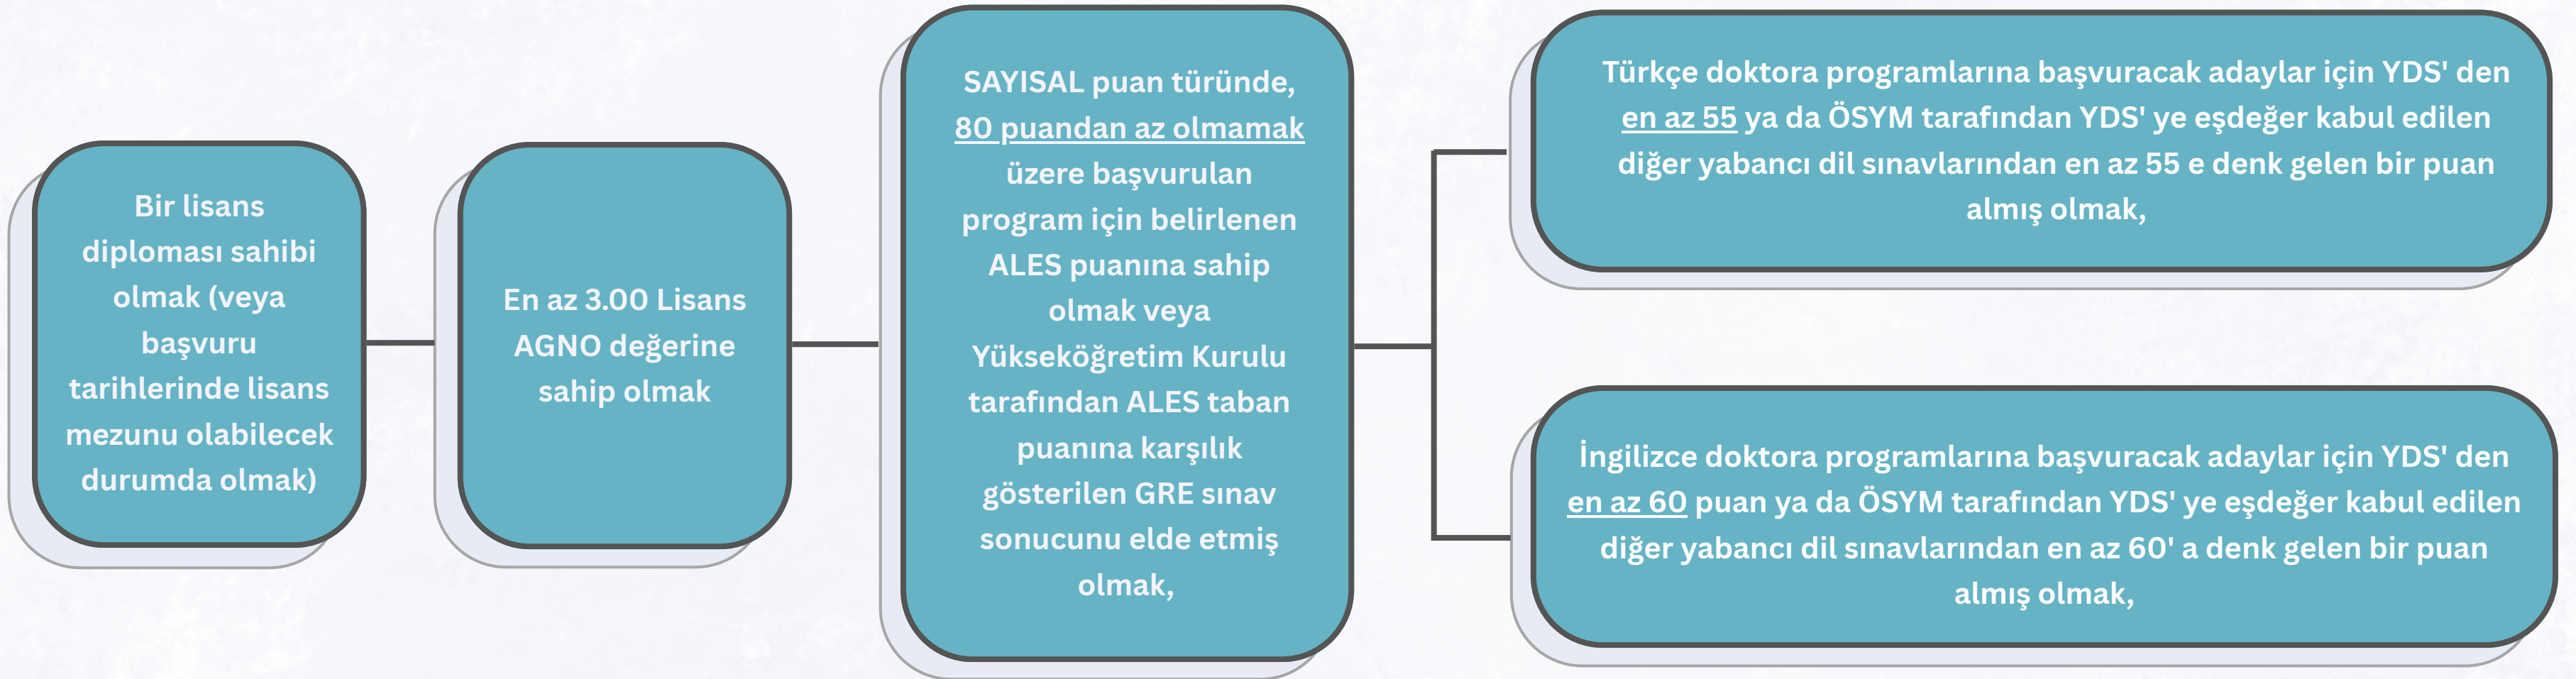 Bir lisans
diploması sahibi
olmak (veya
başvuru
tarihlerinde lisans
mezunu olabilecek
durumda olmak)
En az 3.00 Lisans
AGNO değerine
sahip olmak
SAYISAL puan türünde,
80 puandan az olmamak
üzere başvurulan
program için belirlenen
ALES puanına sahip
olmak veya
Yükseköğretim Kurulu
tarafından ALES taban
puanına karşılık
gösterilen GRE sınav
sonucunu elde etmiş
olmak,
Türkçe doktora programlarına başvuracak adaylar için YDS' den
en az 55 ya da ÖSYM tarafından YDS' ye eşdeğer kabul edilen
diğer yabancı dil sınavlarından en az 55 e denk gelen bir puan
almış olmak,
İngilizce doktora programlarına başvuracak adaylar için YDS' den
en az 60 puan ya da ÖSYM tarafından YDS' ye eşdeğer kabul edilen
diğer yabancı dil sınavlarından en az 60' a denk gelen bir puan
almış olmak,